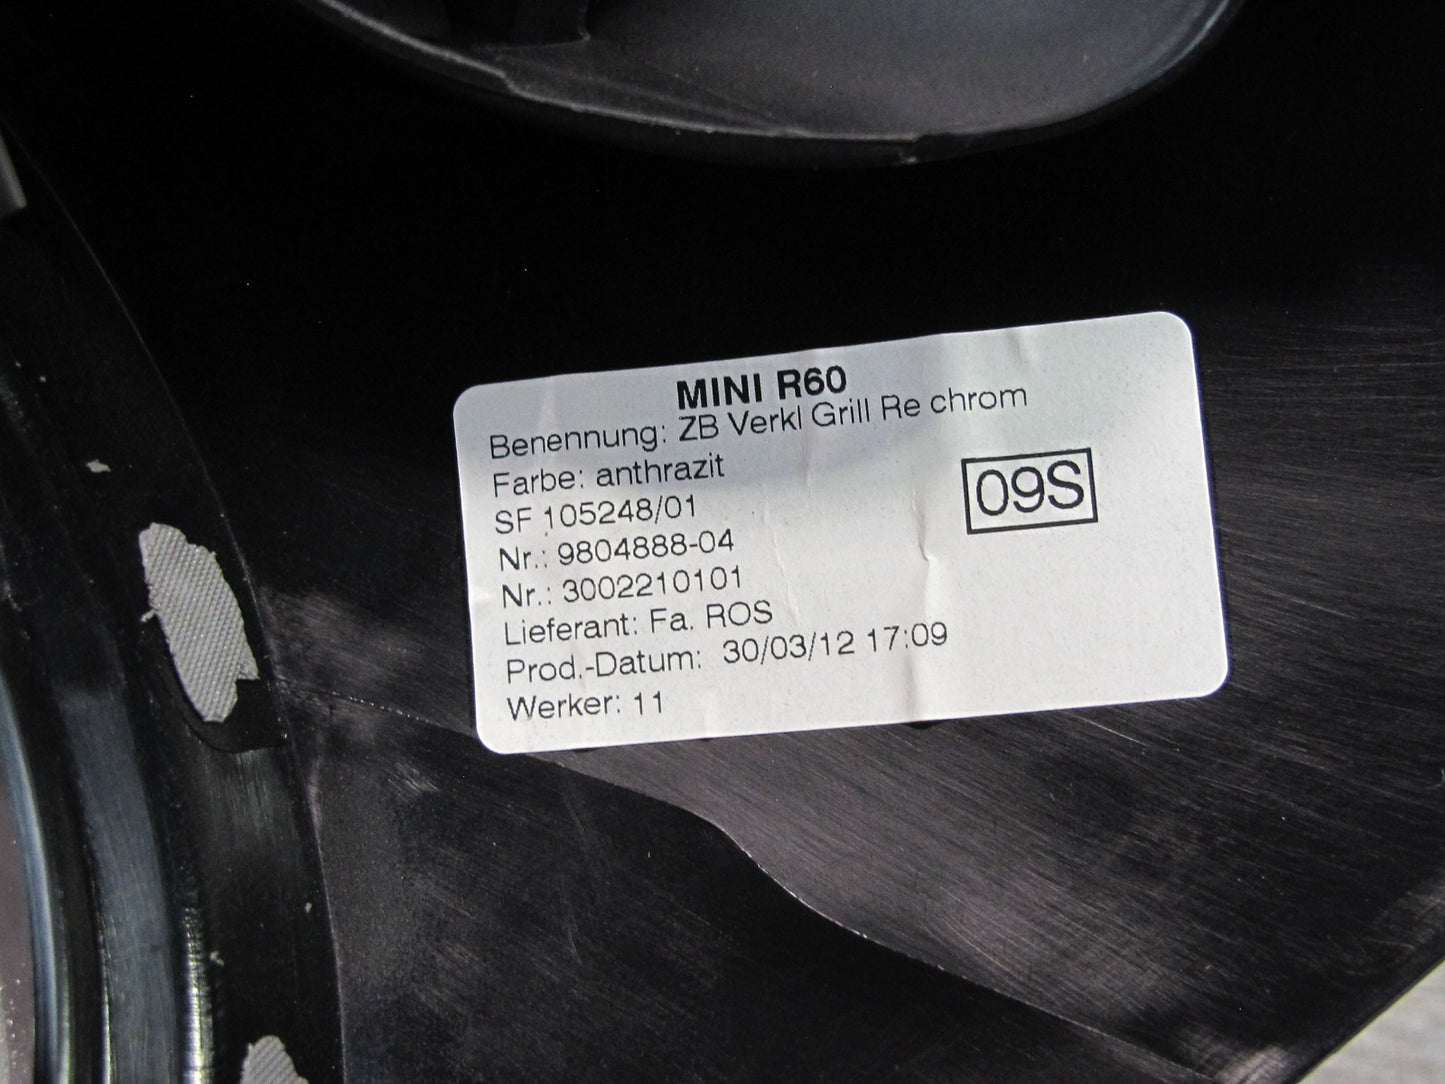 MINI R60
Benennung: ZB Verkl Grill Re chrom
Farbe: anthrazit
SF 105248/01
09S
Nr.: 9804888-04
Nr.: 3002210101
Lieferant: Fa. ROS
Prod.-Datum: 30/03/12 17:09
Werker: 11